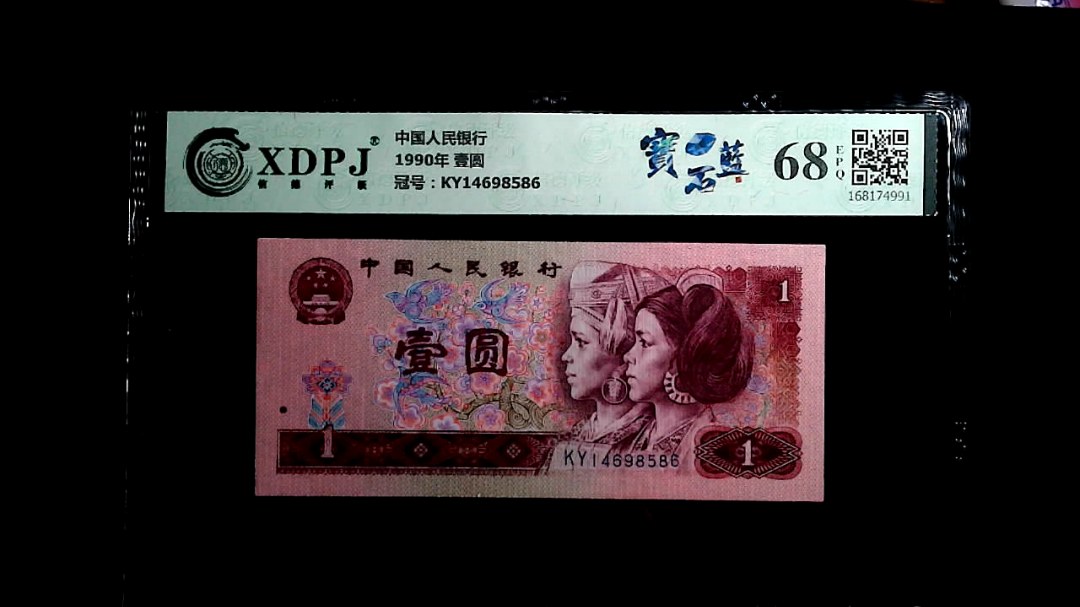 XDPJ®
信德评级
中国人民银行
1990年 壹圆
冠号:KY14698586
寳石蓝
68
EPQ
168174991
中国人民银行
1
壹圆
1
KY14698586
1